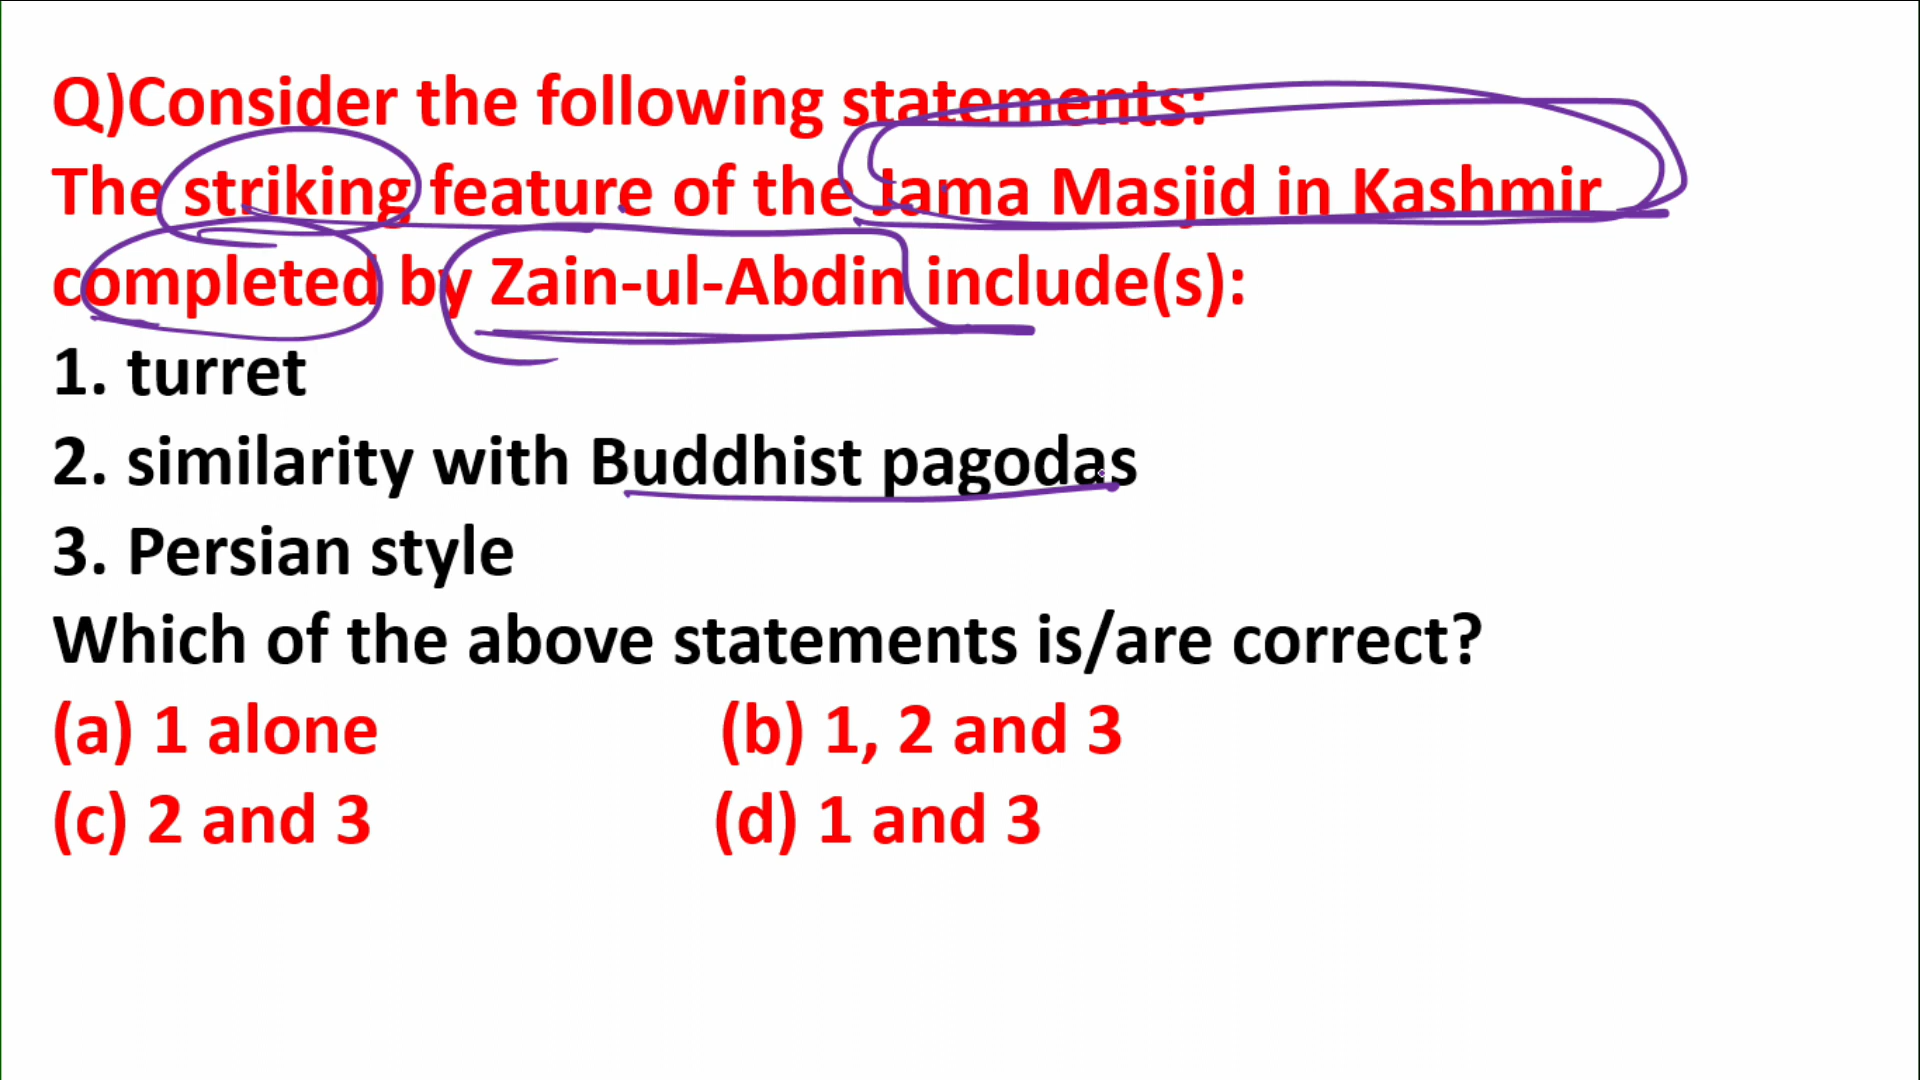 Q)Consider the following statements:
The striking feature of the Jama Masjid in Kashmir
completed by Zain-ul-Abdin include(s):
1. turret
2. similarity with Buddhist pagodas
3. Persian style
Which of the above statements is/are correct?
(a) 1 alone (b) 1, 2 and 3
(c) 2 and 3 (d) 1 and 3